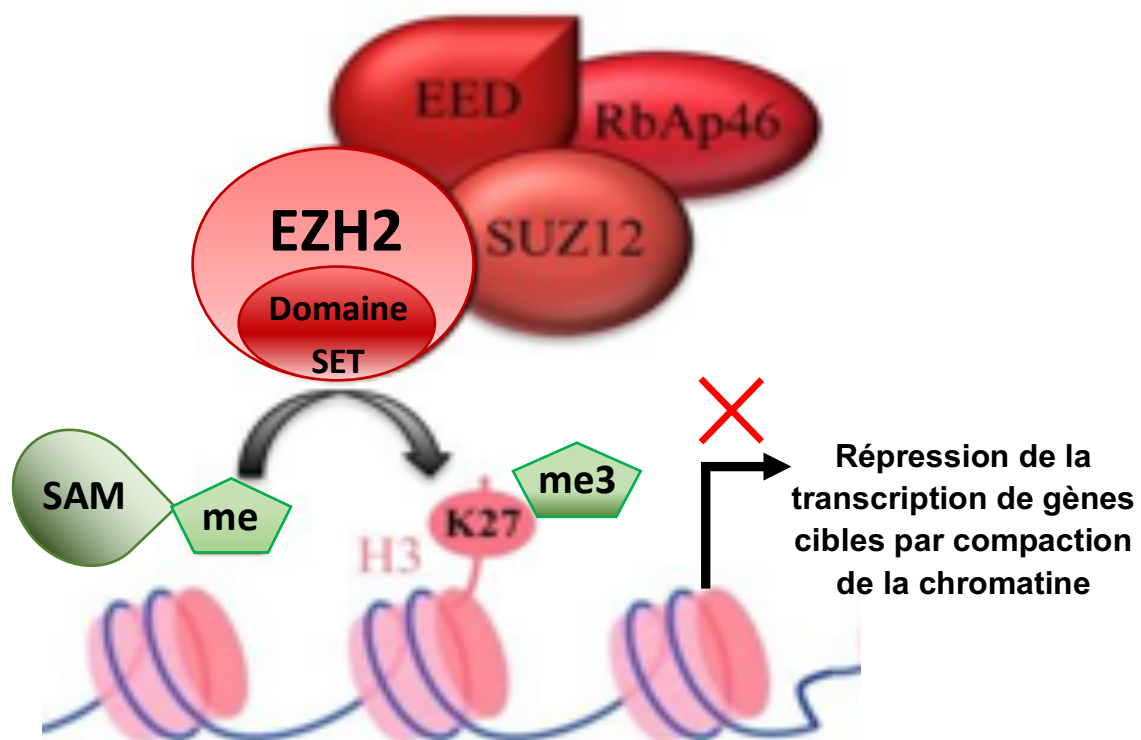 EED
RbAp46
EZH2
SUZ12
Domaine
SET
SAM
me
K27
me3
H3
Répression de la
transcription de gènes
cibles par compaction
de la chromatine